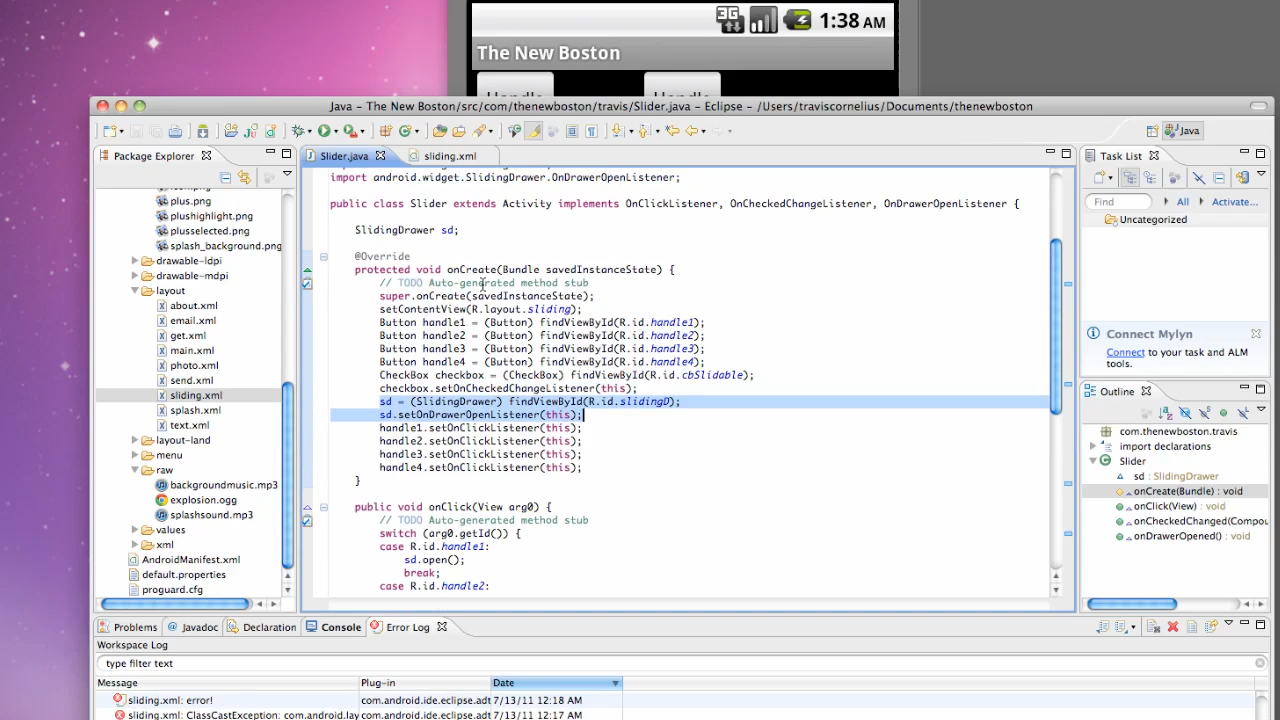 3G 1:38 AM
The New Boston
Handle Handle
Java - The New Boston/src/com/thenewboston/travis/Slider.java - Eclipse - /Users/traviscornelius/Documents/thenewboston
Java
Package Explorer
plus.png
plushighlight.png
plusselected.png
splash_background.png
drawable-ldpi
drawable-mdpi
layout
about.xml
email.xml
get.xml
main.xml
photo.xml
send.xml
sliding.xml
splash.xml
text.xml
layout-land
menu
raw
backgroundmusic.mp3
explosion.ogg
splashsound.mp3
values
xml
AndroidManifest.xml
default.properties
proguard.cfg
Slider.java
sliding.xml
import android.widget.SlidingDrawer.OnDrawerOpenListener;
public class Slider extends Activity implements OnClickListener, OnCheckedChangeListener, OnDrawerOpenListener {
SlidingDrawer sd;
@Override
protected void onCreate(Bundle savedInstanceState) {
// TODO Auto-generated method stub
super.onCreate(savedInstanceState);
setContentView(R.layout.sliding);
Button handle1 = (Button) findViewById(R.id.handle1);
Button handle2 = (Button) findViewById(R.id.handle2);
Button handle3 = (Button) findViewById(R.id.handle3);
Button handle4 = (Button) findViewById(R.id.handle4);
CheckBox checkbox = (CheckBox) findViewById(R.id.cbSlidable);
checkbox.setOnCheckedChangeListener(this);
sd = (SlidingDrawer) findViewById(R.id.slidingD);
sd.setOnDrawerOpenListener(this);
handle1.setOnClickListener(this);
handle2.setOnClickListener(this);
handle3.setOnClickListener(this);
handle4.setOnClickListener(this);
}
public void onClick(View arg0) {
// TODO Auto-generated method stub
switch (arg0.getId()) {
case R.id.handle1:
sd.open();
break;
case R.id.handle2:
Task List
Find All Activate...
Uncategorized
Connect Mylyn
Connect to your task and ALM
tools.
Outline
com.thenewboston.travis
import declarations
Slider
sd : SlidingDrawer
onCreate(Bundle) : void
onClick(View) : void
onCheckedChanged(Compou
onDrawerOpened() : void
Problems Javadoc Declaration Console Error Log
Workspace Log
type filter text
Message Plug-in Date
sliding.xml: error! com.android.ide.eclipse.adt 7/13/11 12:18 AM
sliding.xml: ClassCastException: com.android.lay com.android.ide.eclipse.adt 7/13/11 12:17 AM